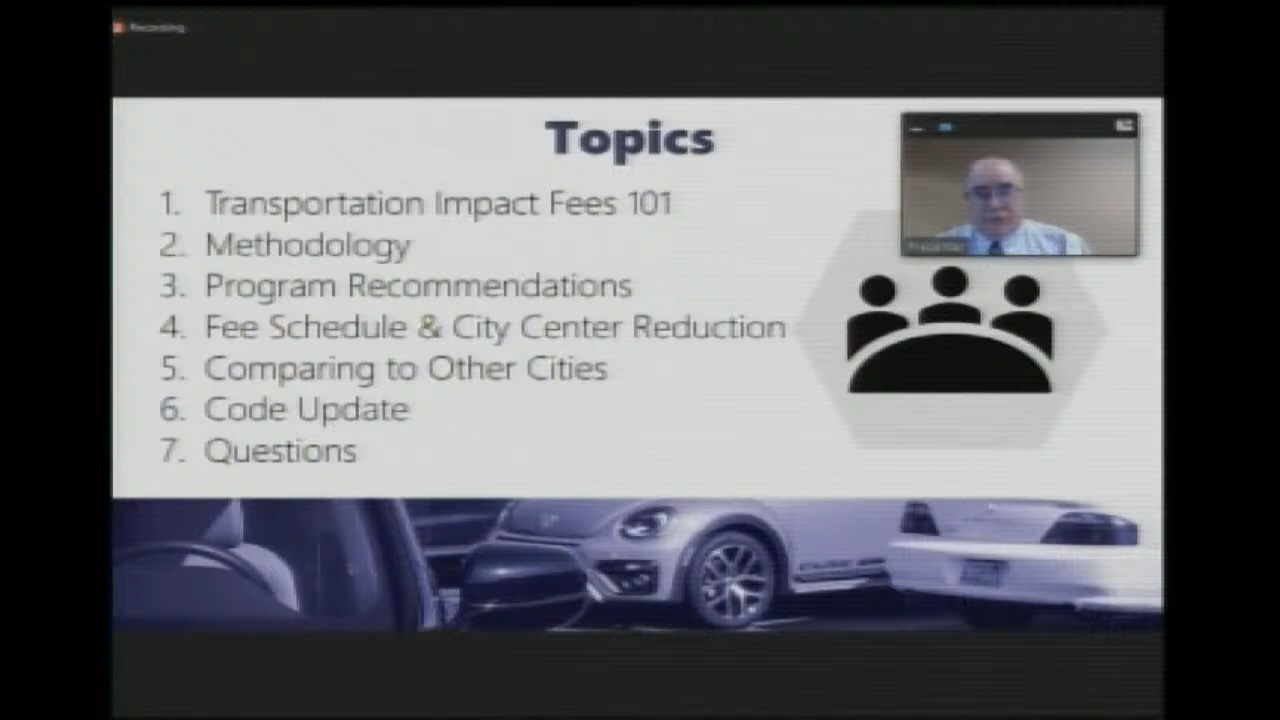 Recording
Topics
1. Transportation Impact Fees 101
2. Methodology
3. Program Recommendations
4. Fee Schedule & City Center Reduction
5. Comparing to Other Cities
6. Code Update
7. Questions
Presenter